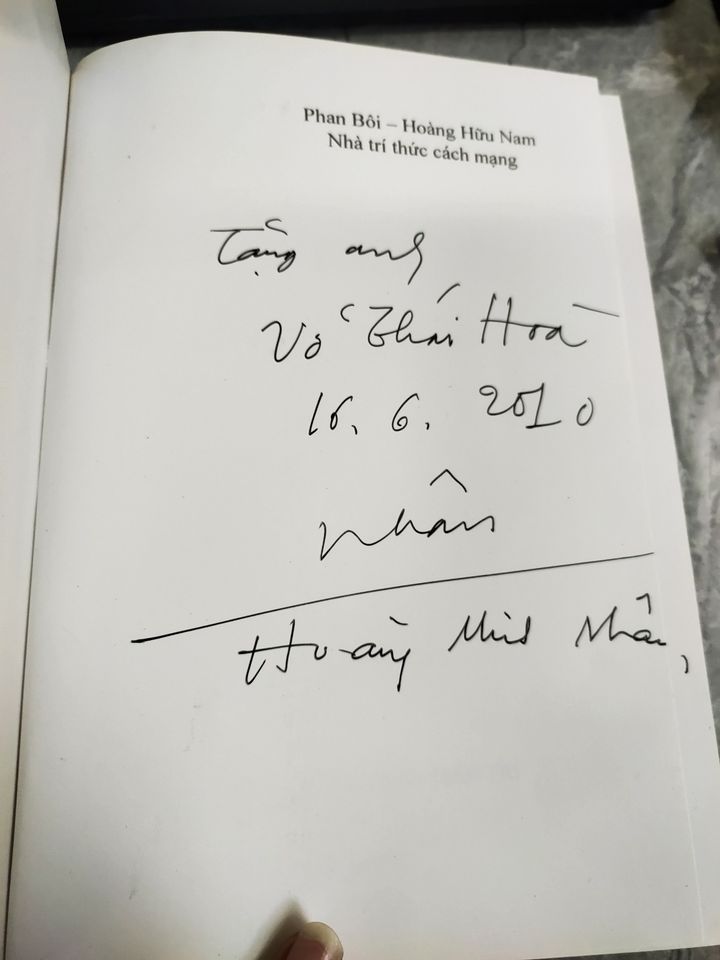 Phan Bôi – Hoàng Hữu Nam
Nhà trí thức cách mạng
Tặng anh
Võ Thái Hoà
16. 6. 2010
Nhân
Hoàng Minh Nhân